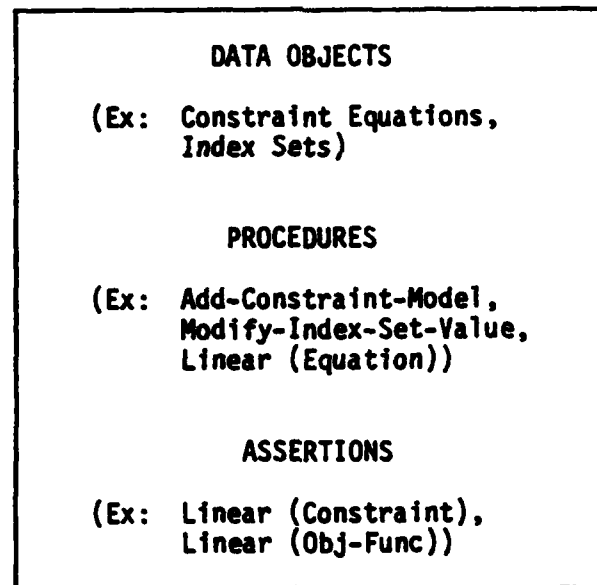 DATA OBJECTS
(Ex: Constraint Equations,
Index Sets)
PROCEDURES
(Ex: Add-Constraint-Model,
Modify-Index-Set-Value,
Linear (Equation))
ASSERTIONS
(Ex: Linear (Constraint),
Linear (Obj-Func))